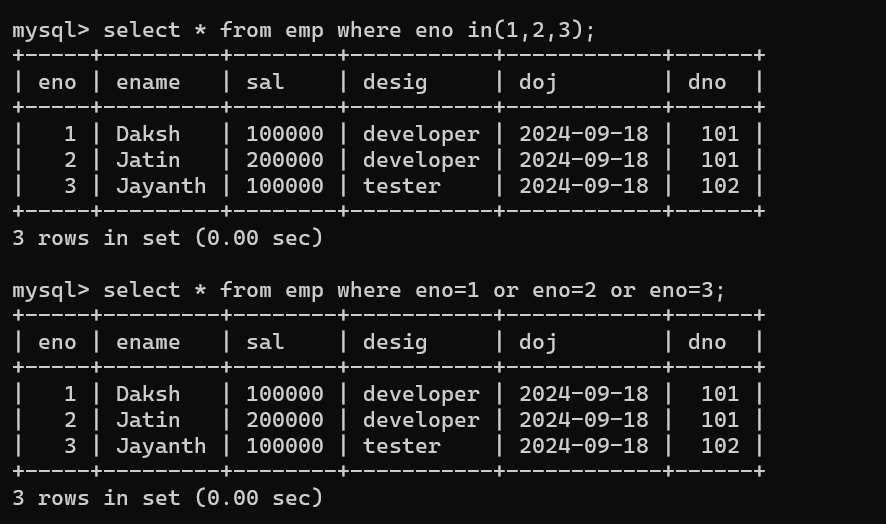 mysql> select * from emp where eno in(1,2,3);
+-----+---------+--------+-----------+------------+------+
| eno | ename   | sal    | desig     | doj        | dno  |
+-----+---------+--------+-----------+------------+------+
|   1 | Daksh   | 100000 | developer | 2024-09-18 |  101 |
|   2 | Jatin   | 200000 | developer | 2024-09-18 |  101 |
|   3 | Jayanth | 100000 | tester    | 2024-09-18 |  102 |
+-----+---------+--------+-----------+------------+------+
3 rows in set (0.00 sec)

mysql> select * from emp where eno=1 or eno=2 or eno=3;
+-----+---------+--------+-----------+------------+------+
| eno | ename   | sal    | desig     | doj        | dno  |
+-----+---------+--------+-----------+------------+------+
|   1 | Daksh   | 100000 | developer | 2024-09-18 |  101 |
|   2 | Jatin   | 200000 | developer | 2024-09-18 |  101 |
|   3 | Jayanth | 100000 | tester    | 2024-09-18 |  102 |
+-----+---------+--------+-----------+------------+------+
3 rows in set (0.00 sec)